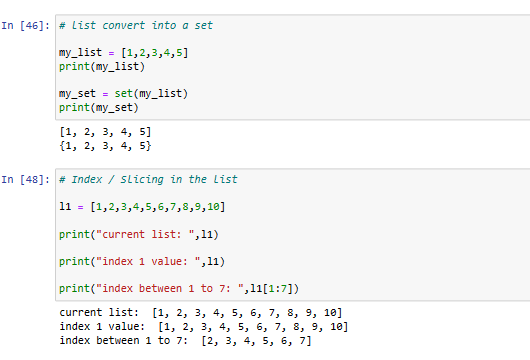 In [46]: # List convert into a set
my_list = [1,2,3,4,5]
print(my_list)
my_set = set(my_list)
print(my_set)
[1, 2, 3, 4, 5]
{1, 2, 3, 4, 5}
In [48]: # Index / Slicing in the List
l1 = [1,2,3,4,5,6,7,8,9,10]
print("current list: ",l1)
print("index 1 value: ",l1)
print("index between 1 to 7: ",l1[1:7])
current list:  [1, 2, 3, 4, 5, 6, 7, 8, 9, 10]
index 1 value:  [1, 2, 3, 4, 5, 6, 7, 8, 9, 10]
index between 1 to 7:  [2, 3, 4, 5, 6, 7]